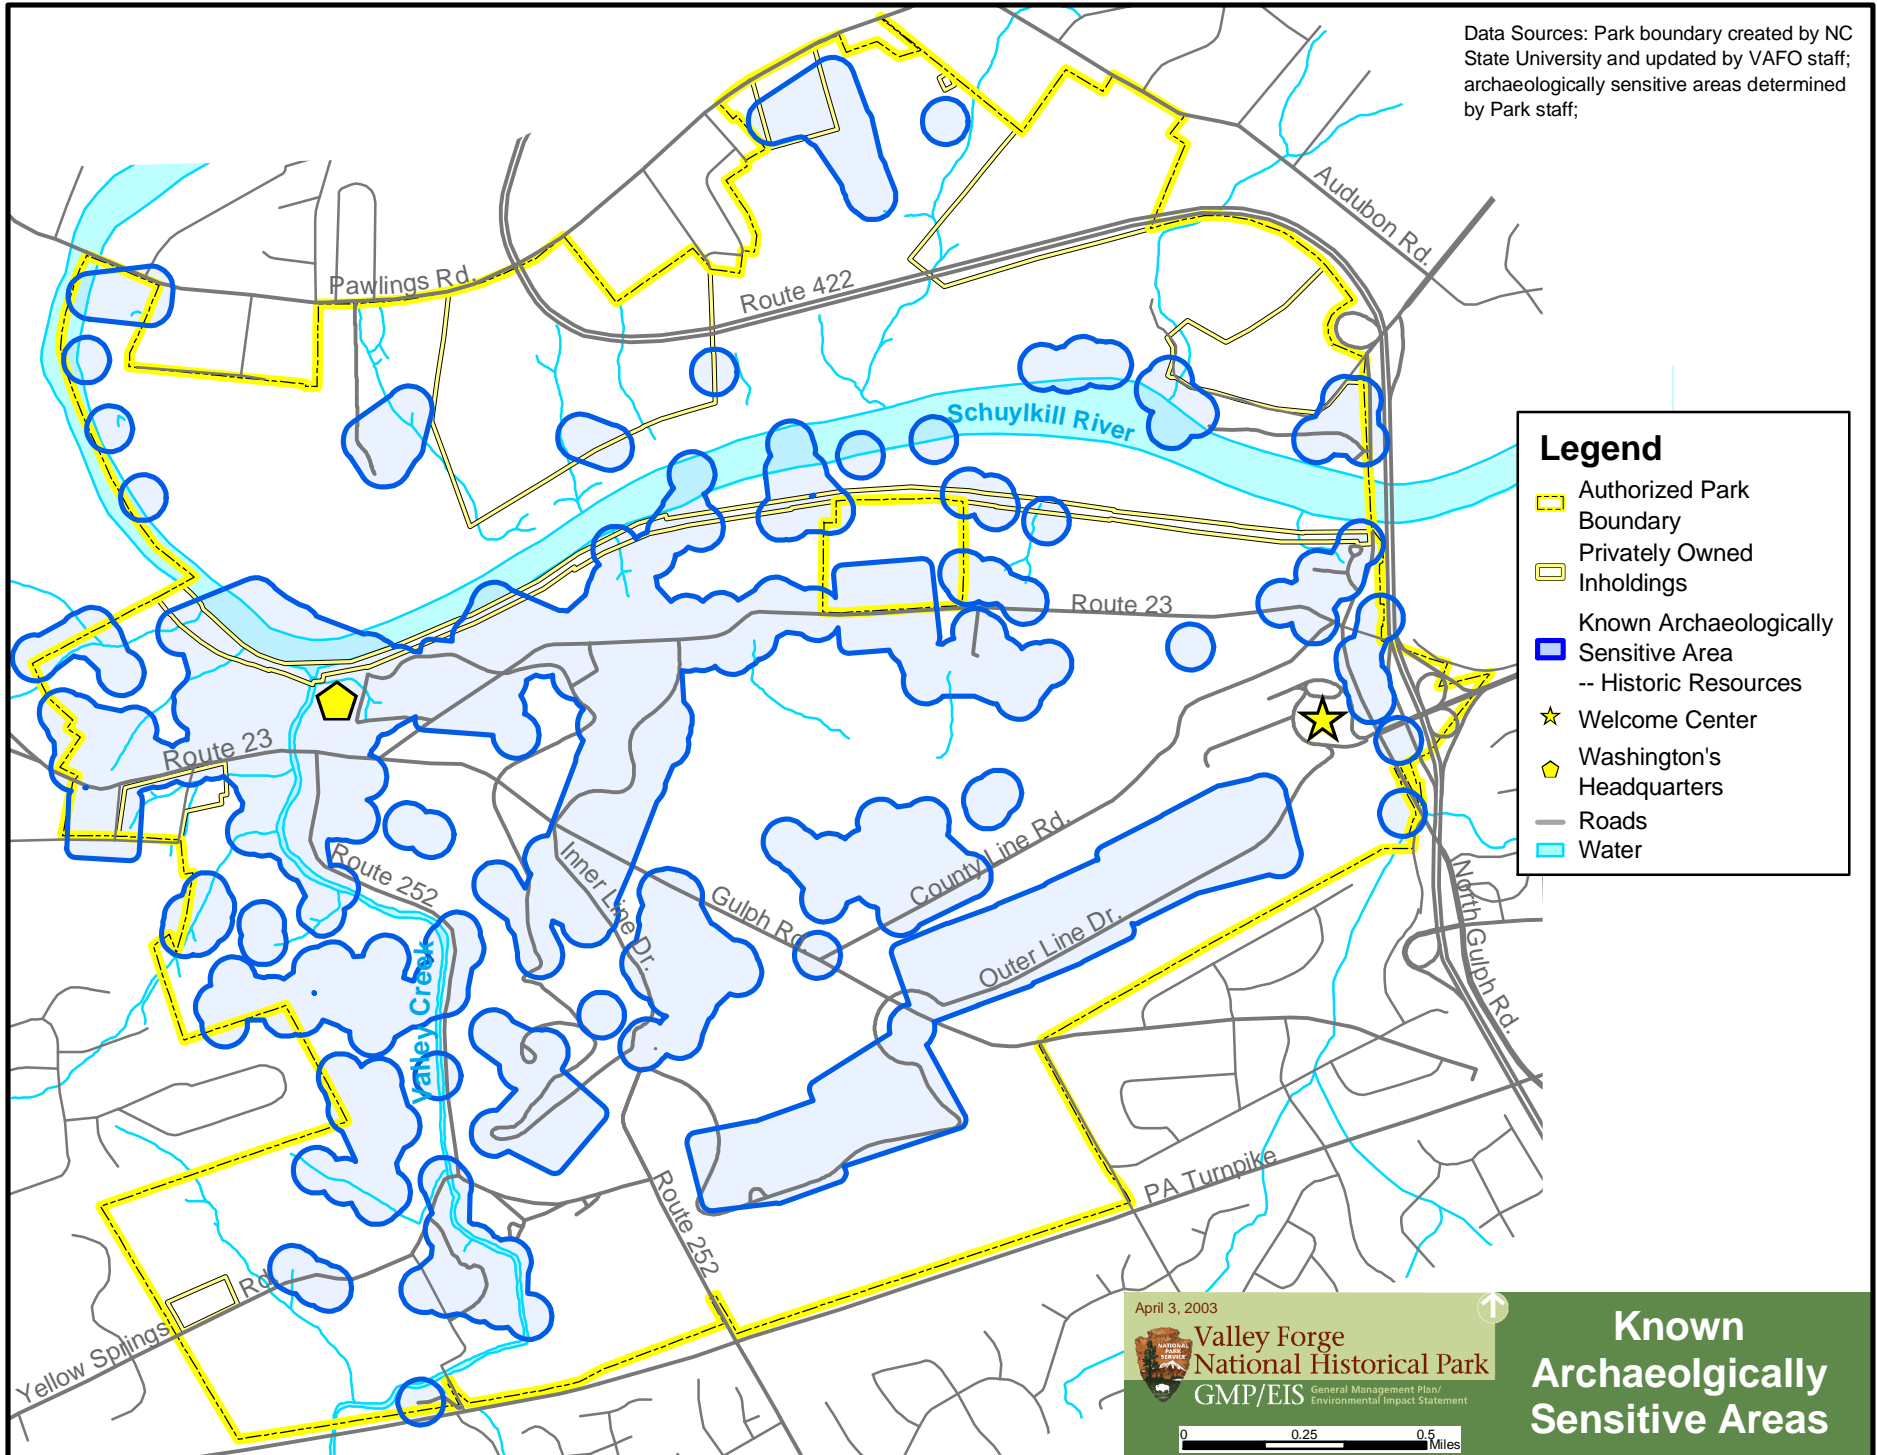 Data Sources: Park boundary created by NC
State University and updated by VAFO staff;
archaeologically sensitive areas determined
by Park staff;
Audubon Rd.
Pawlings Rd.
Route 422
Schuylkill River
Route 23
Route 23
Route 252
Inner Line Dr.
Gulph Rd.
County Line Rd.
Outer Line Dr.
Valley Creek
North Gulph Rd.
PA Turnpike
Route 252
Yellow Springs Rd.
Legend
Authorized Park
Boundary
Privately Owned
Inholdings
Known Archaeologically
Sensitive Area
-- Historic Resources
Welcome Center
Washington's
Headquarters
Roads
Water
April 3, 2003
NATIONAL
PARK
SERVICE
Valley Forge
National Historical Park
GMP/EIS
General Management Plan/
Environmental Impact Statement
0 0.25 0.5
Miles
Known
Archaeolgically
Sensitive Areas